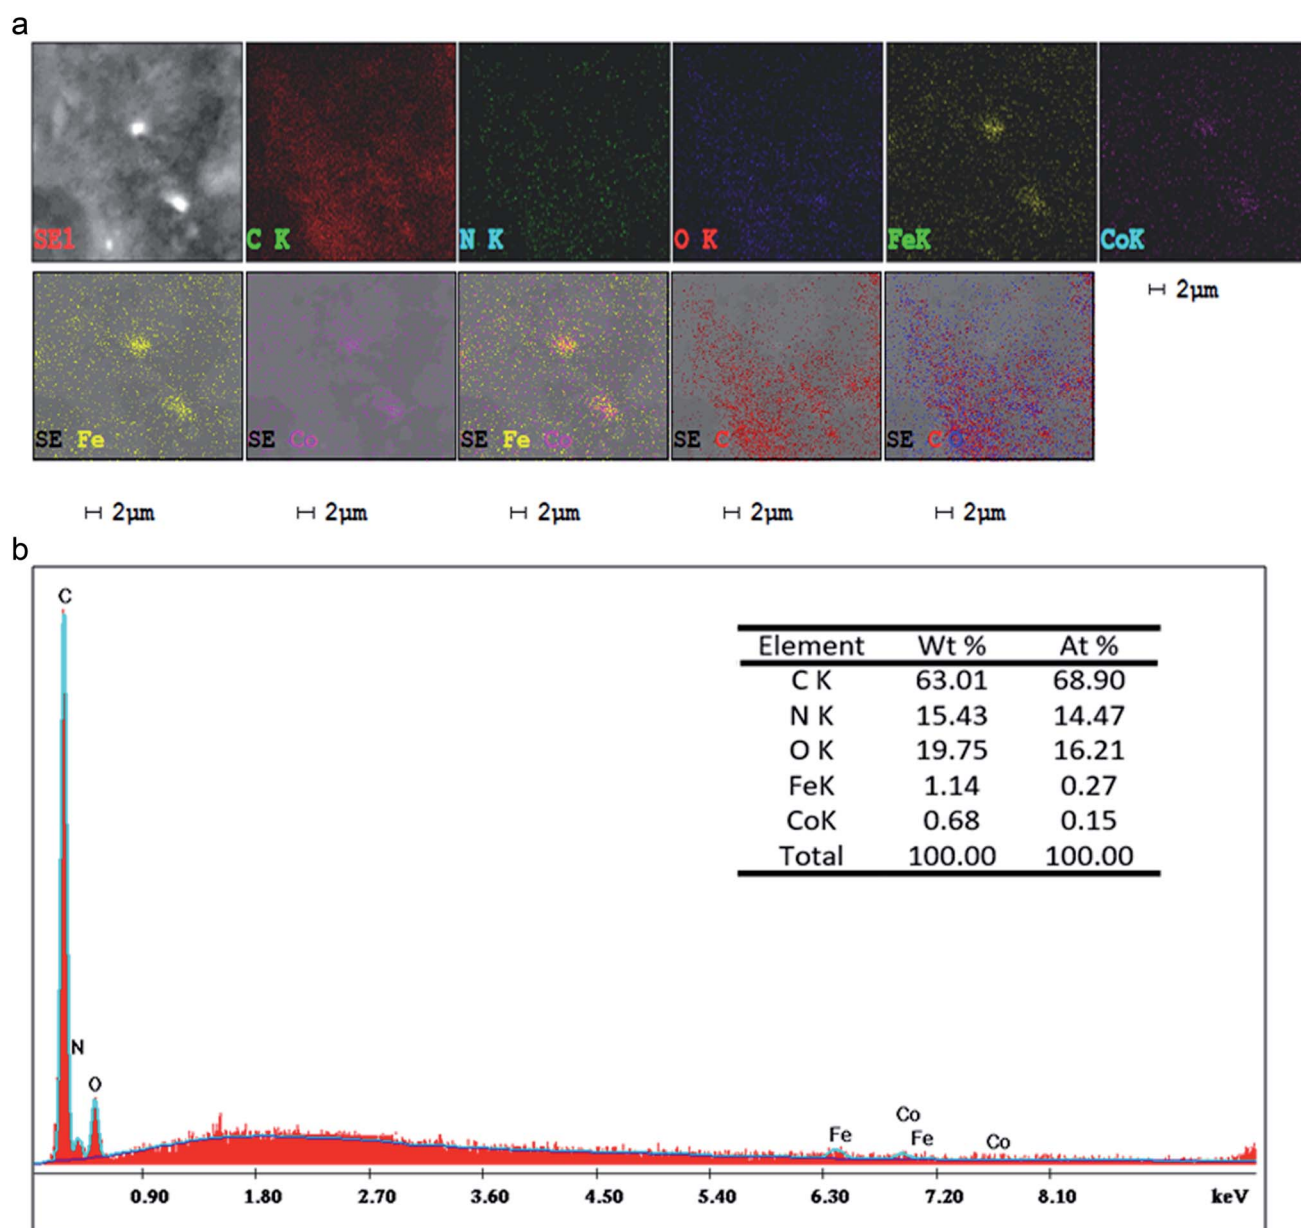 a
SE1 C K N K O K FeK CoK
2µm
SE Fe SE Co SE Fe Co SE C SE C O
2µm 2µm 2µm 2µm 2µm
b
C
N
O
Element Wt % At %
C K 63.01 68.90
N K 15.43 14.47
O K 19.75 16.21
FeK 1.14 0.27
CoK 0.68 0.15
Total 100.00 100.00
Co
Fe Fe Co
0.90 1.80 2.70 3.60 4.50 5.40 6.30 7.20 8.10 keV